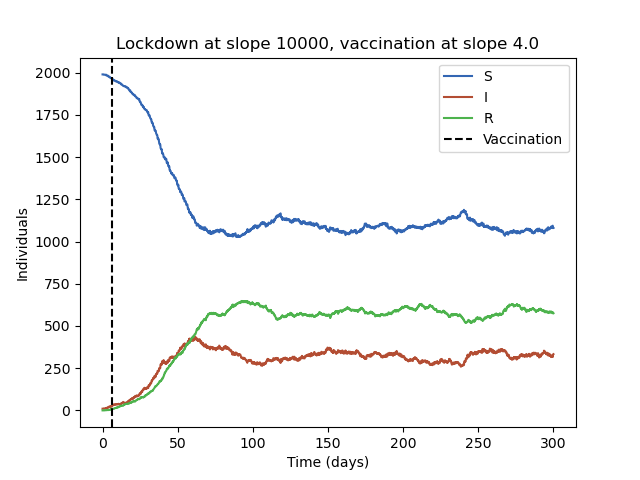 Lockdown at slope 10000, vaccination at slope 4.0
2000
1750
1500
1250
1000
750
500
250
0
Individuals
S
I
R
Vaccination
0
50
100
150
200
250
300
Time (days)